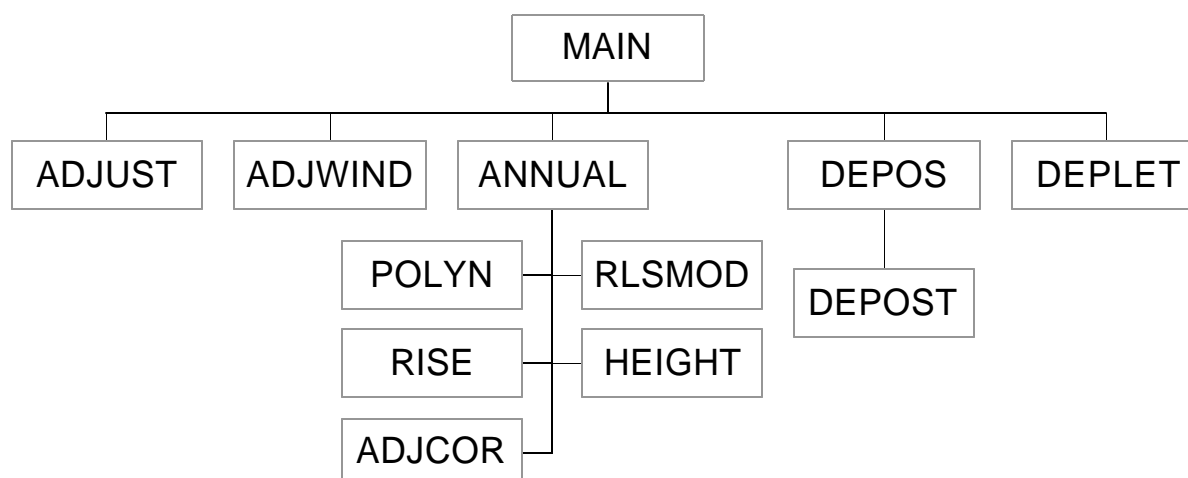 MAIN
ADJUST
ADJWIND
ANNUAL
DEPOS
DEPLET
POLYN
RLSMOD
DEPOST
RISE
HEIGHT
ADJCOR